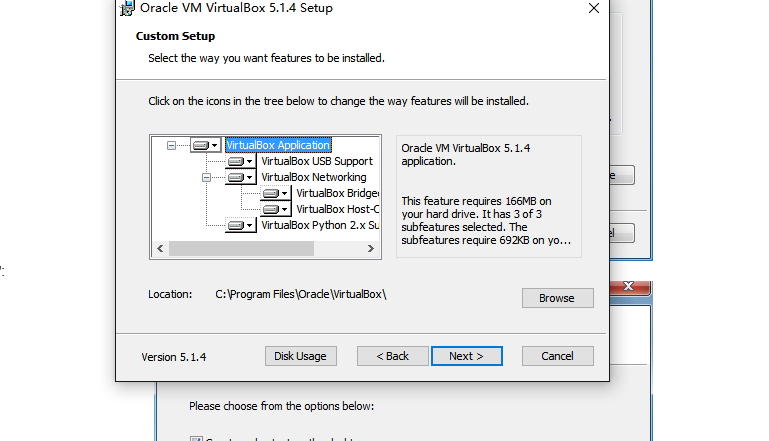 Oracle VM VirtualBox 5.1.4 Setup
Custom Setup
Select the way you want features to be installed.
Click on the icons in the tree below to change the way features will be installed.
VirtualBox Application
VirtualBox USB Support
VirtualBox Networking
VirtualBox Bridge
VirtualBox Host-
VirtualBox Python 2.x Su
Oracle VM VirtualBox 5.1.4
application.
This feature requires 166MB on
your hard drive. It has 3 of 3
subfeatures selected. The
subfeatures require 692KB on yo...
Location: C:\Program Files\Oracle\VirtualBox\
Browse
Version 5.1.4
Disk Usage
< Back
Next >
Cancel
Please choose from the options below: